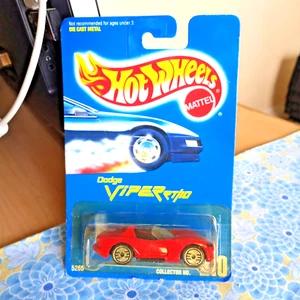 Not recommended for ages under 3.
DIE CAST METAL
Hot Wheels
MATTEL
Dodge
VIPER RT/10
5265
COLLECTOR NO.